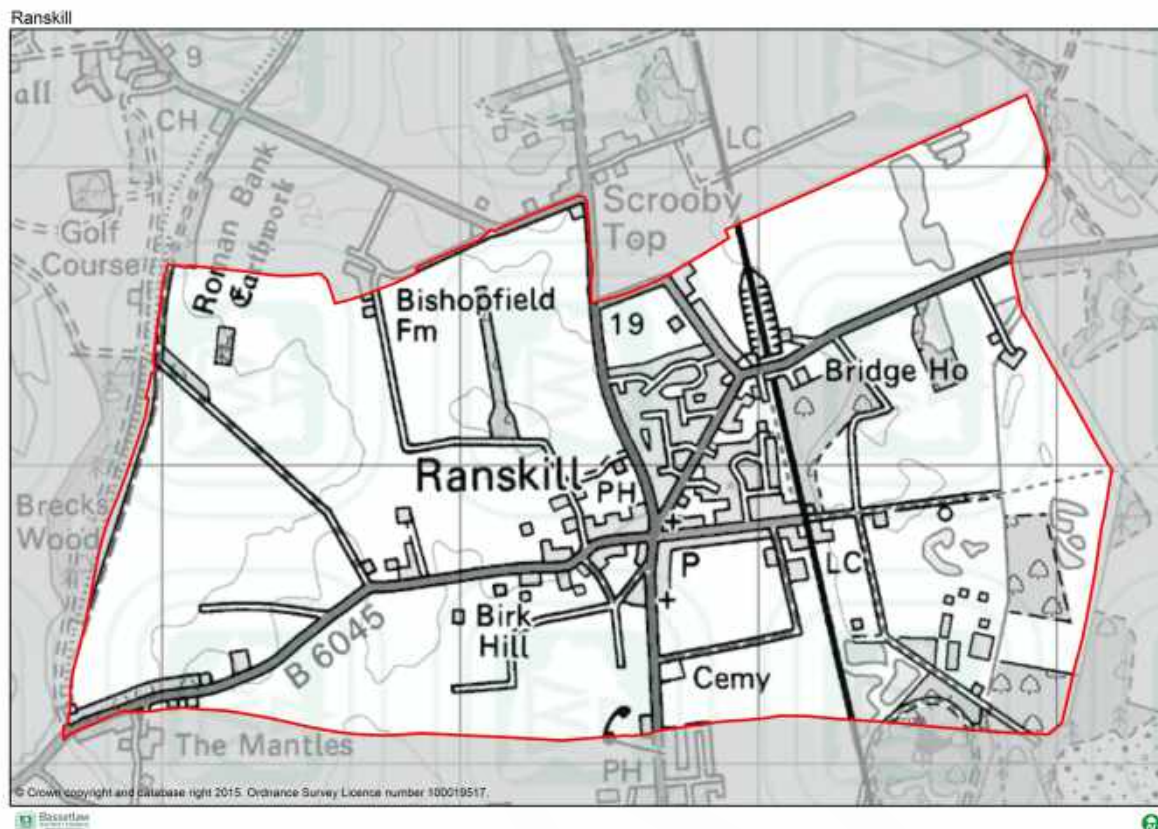 Ranskill
9
all
CH
LC
Roman Bank
Earthwork
Scrooby
Top
Golf
Course
Bishopfield
Fm
19
Bridge Ho
Ranskill
PH
Brecks
Wood
P
LC
Birk
Hill
B 6045
Cemy
The Mantles
PH
© Crown copyright and database right 2015. Ordnance Survey Licence number 100019517.
Bassetlaw